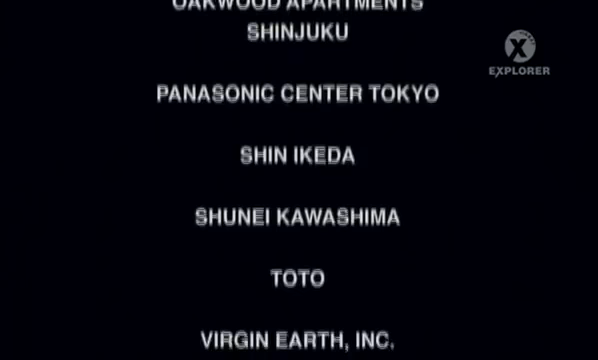 OAKWOOD APARTMENTS
SHINJUKU
X
EXPLORER
PANASONIC CENTER TOKYO
SHIN IKEDA
SHUNEI KAWASHIMA
TOTO
VIRGIN EARTH, INC.